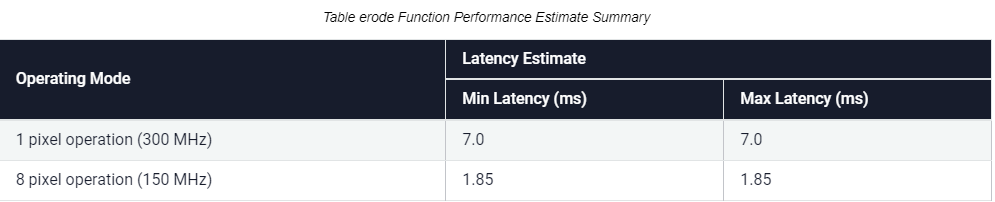 Table erode Function Performance Estimate Summary
Operating Mode
Latency Estimate
Min Latency (ms)
Max Latency (ms)
1 pixel operation (300 MHz)
7.0
7.0
8 pixel operation (150 MHz)
1.85
1.85